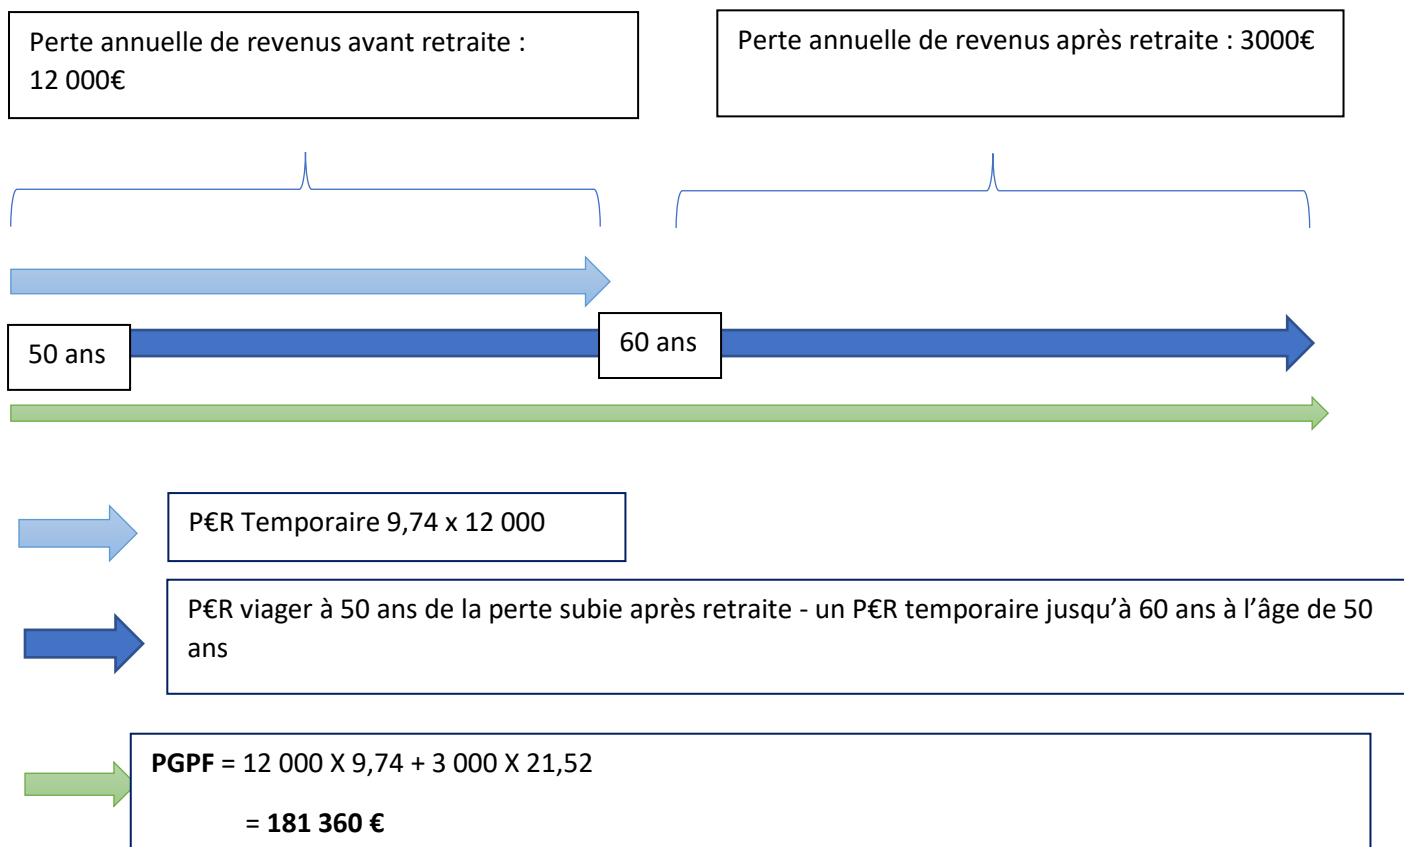 Perte annuelle de revenus avant retraite :
12 000€
Perte annuelle de revenus après retraite : 3000€
50 ans
60 ans
P€R Temporaire 9,74 x 12 000
P€R viager à 50 ans de la perte subie après retraite - un P€R temporaire jusqu’à 60 ans à l’âge de 50
ans
PGPF = 12 000 X 9,74 + 3 000 X 21,52
= 181 360 €